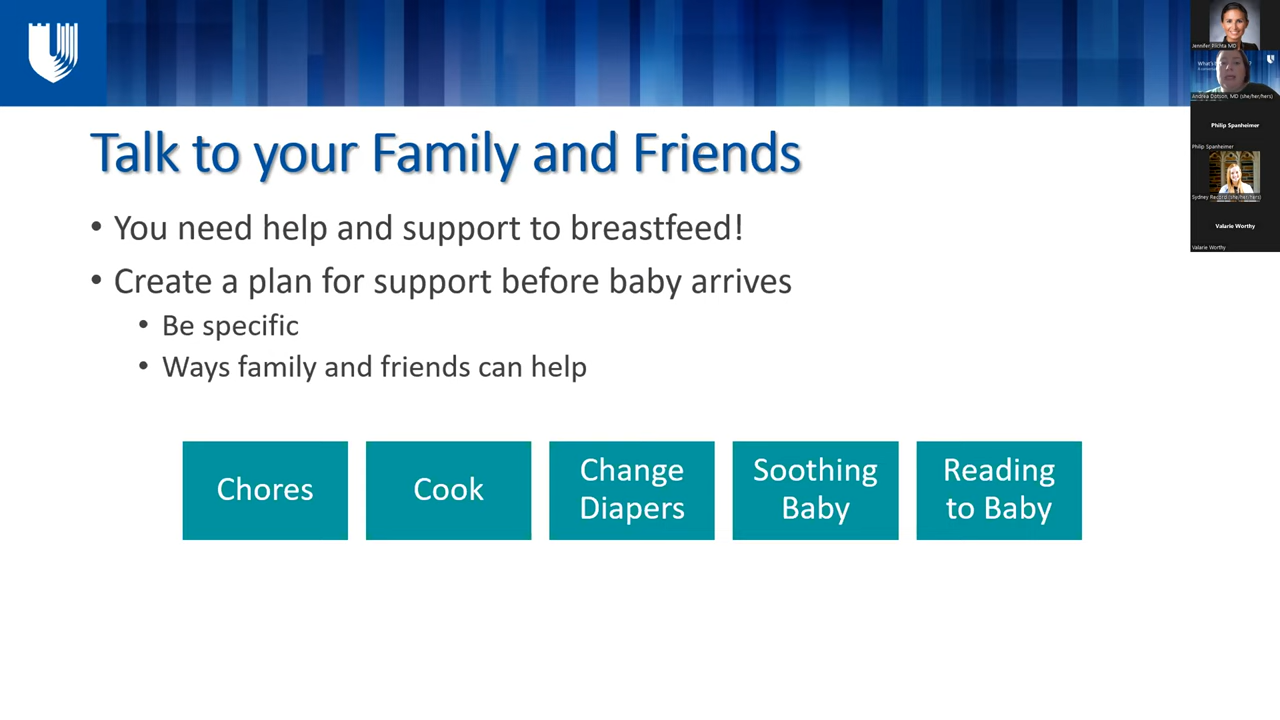 Talk to your Family and Friends
• You need help and support to breastfeed!
• Create a plan for support before baby arrives
• Be specific
• Ways family and friends can help
Chores
Cook
Change
Diapers
Soothing
Baby
Reading
to Baby
Jennifer Plichta MD
What's
Andrea Dotson, MD (she/her/hers)
Philip Spanheimer
Philip Spanheimer
Sydney Record (she/her/hers)
Valarie Worthy
Valarie Worthy